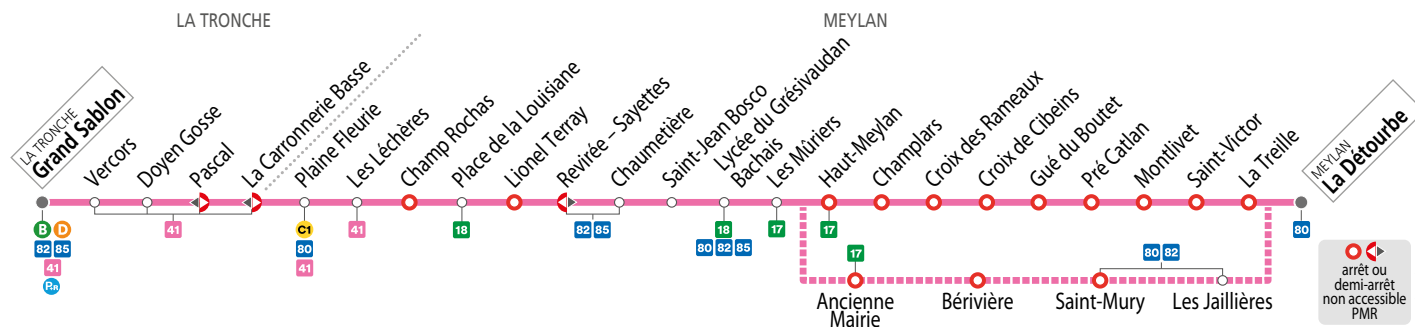 LA TRONCHE
MEYLAN
LA TRONCHE
Grand Sablon
Vercors
Doyen Gosse
Pascal
La Carronnerie Basse
Plaine Fleurie
Les Léchères
Champ Rochas
Place de la Louisiane
Lionel Terray
Revirée – Sayettes
Chaumetière
Saint-Jean Bosco
Lycée du Grésivaudan
Bachais
Les Mûriers
Haut-Meylan
Champlars
Croix des Rameaux
Croix de Cibeins
Gué du Boutet
Pré Catlan
Montlivet
Saint-Victor
La Treille
MEYLAN
La Détourbe
B D
82 85
41
P+R
41
C1
80
41
41
18
82 85
18
80 82 85
17
17
80
17
80 82
Ancienne
Mairie
Bérivière
Saint-Mury
Les Jaillières
arrêt ou
demi-arrêt
non accessible
PMR